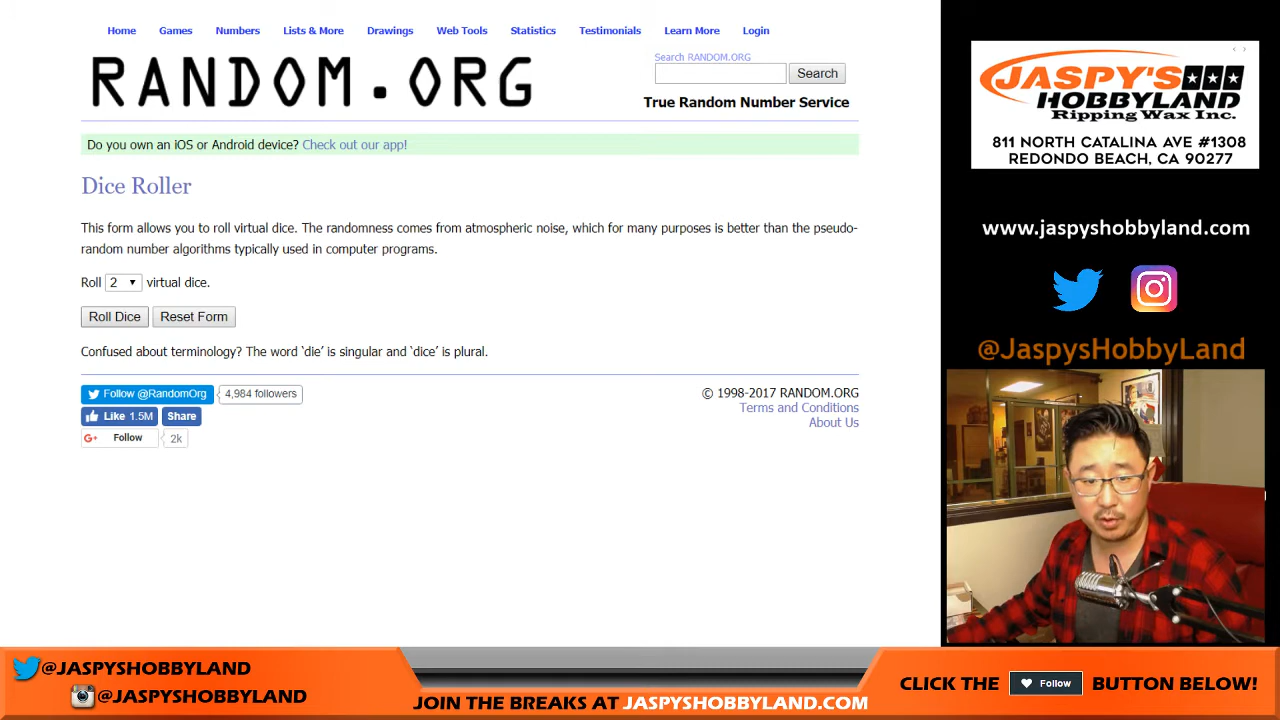 Home Games Numbers Lists & More Drawings Web Tools Statistics Testimonials Learn More Login
RANDOM.ORG
Search RANDOM.ORG
Search
True Random Number Service
Do you own an iOS or Android device? Check out our app!
Dice Roller
This form allows you to roll virtual dice. The randomness comes from atmospheric noise, which for many purposes is better than the pseudo-
random number algorithms typically used in computer programs.
Roll 2 virtual dice.
Roll Dice Reset Form
Confused about terminology? The word ‘die’ is singular and ‘dice’ is plural.
Follow @RandomOrg 4,984 followers
Like 1.5M Share
G+ Follow 2k
© 1998-2017 RANDOM.ORG
Terms and Conditions
About Us
JASPY'S
HOBBYLAND
Ripping Wax Inc.
811 NORTH CATALINA AVE #1308
REDONDO BEACH, CA 90277
www.jaspyshobbyland.com
@JaspysHobbyLand
@JASPYSHOBBYLAND
@JASPYSHOBBYLAND
JOIN THE BREAKS AT JASPYSHOBBYLAND.COM
CLICK THE Follow BUTTON BELOW!